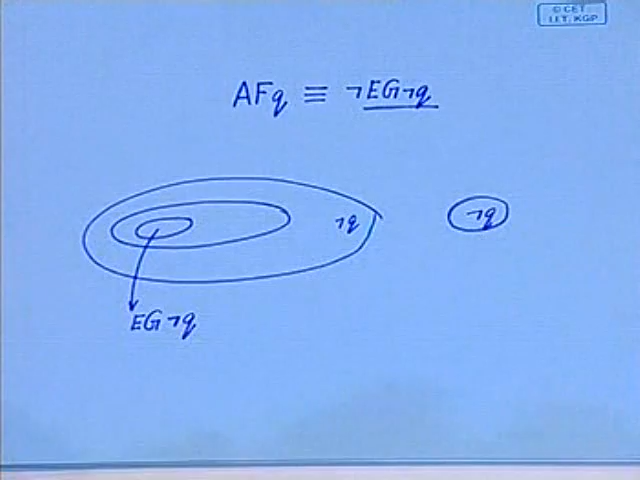 © CET
I.I.T. KGP
AFq ≡ ¬EG¬q
¬q ¬q
EG¬q